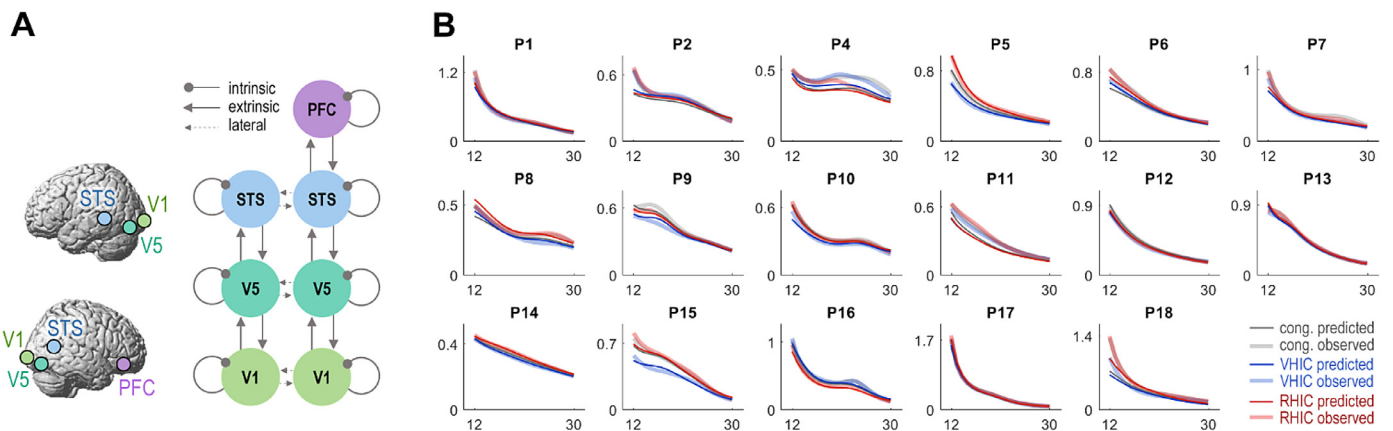 A
intrinsic
extrinsic
lateral
PFC
STS
STS
V5
V5
V1
V1
STS
V1
V5
V1
STS
V5
PFC
B
P1
1.2
0
12
30
P2
0.6
0
12
30
P4
0.5
0
12
30
P5
0.8
0
12
30
P6
0.8
0
12
30
P7
1
0
12
30
P8
0.5
0
12
30
P9
0.6
0
12
30
P10
0.6
0
12
30
P11
0.6
0
12
30
P12
0.9
0
12
30
P13
0.9
0
12
30
P14
0.4
0
12
30
P15
0.7
0
12
30
P16
1
0
12
30
P17
1.7
0
12
30
P18
1.4
0
12
30
cong. predicted
cong. observed
VHIC predicted
VHIC observed
RHIC predicted
RHIC observed